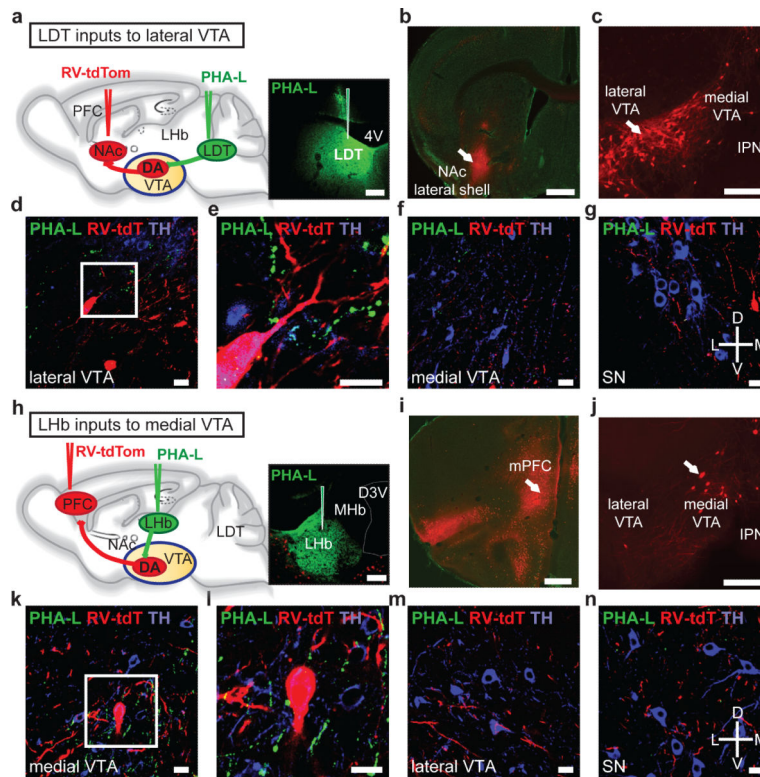 a
LDT inputs to lateral VTA
RV-tdTom
PHA-L
PFC
LHb
NAc
DA
VTA
LDT
PHA-L
4V
LDT
b
NAc
lateral shell
c
lateral
VTA
medial
VTA
IPN
d
PHA-L RV-tdT TH
lateral VTA
e
PHA-L RV-tdT TH
f
PHA-L RV-tdT TH
medial VTA
g
PHA-L RV-tdT TH
D
L M
V
SN
h
LHb inputs to medial VTA
RV-tdTom
PHA-L
PFC
LHb
NAc
DA
VTA
LDT
PHA-L
D3V
MHb
LHb
i
mPFC
j
lateral
VTA
medial
VTA
IPN
k
PHA-L RV-tdT TH
medial VTA
l
PHA-L RV-tdT TH
m
PHA-L RV-tdT TH
lateral VTA
n
PHA-L RV-tdT TH
D
L M
V
SN